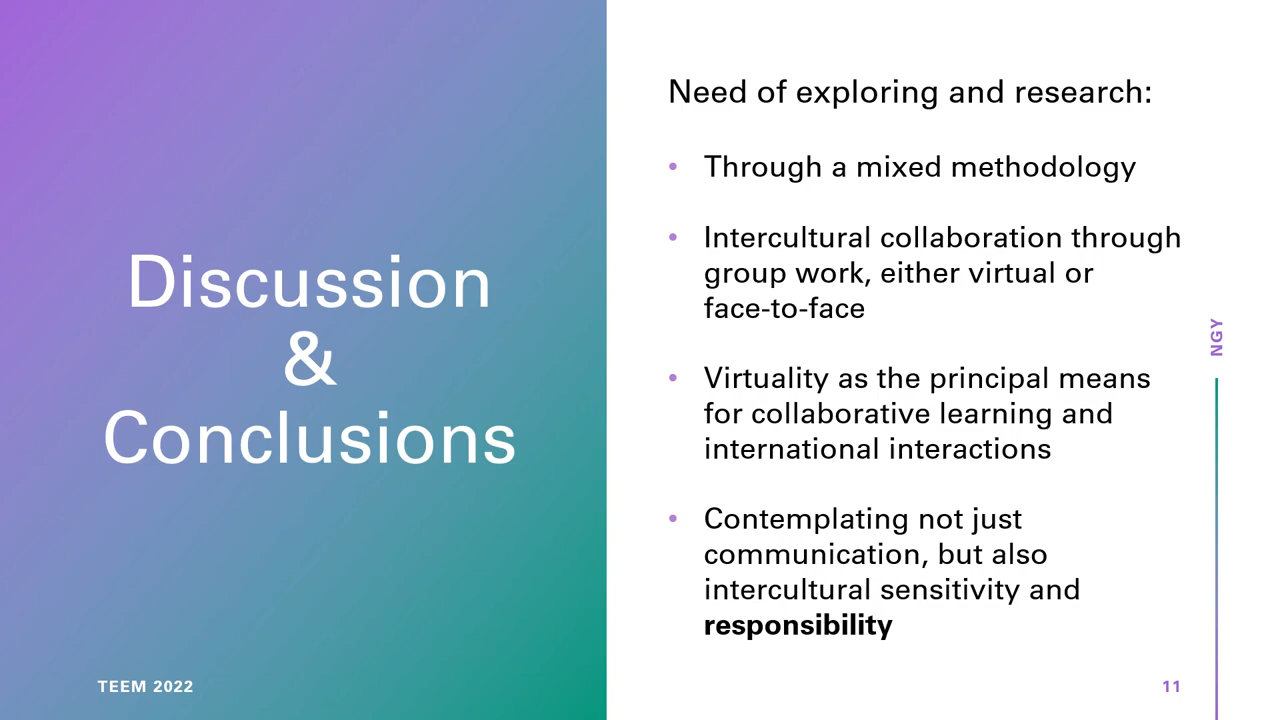 Discussion
&
Conclusions
TEEM 2022
Need of exploring and research:
• Through a mixed methodology
• Intercultural collaboration through
group work, either virtual or
face-to-face
• Virtuality as the principal means
for collaborative learning and
international interactions
• Contemplating not just
communication, but also
intercultural sensitivity and
responsibility
NGY
11